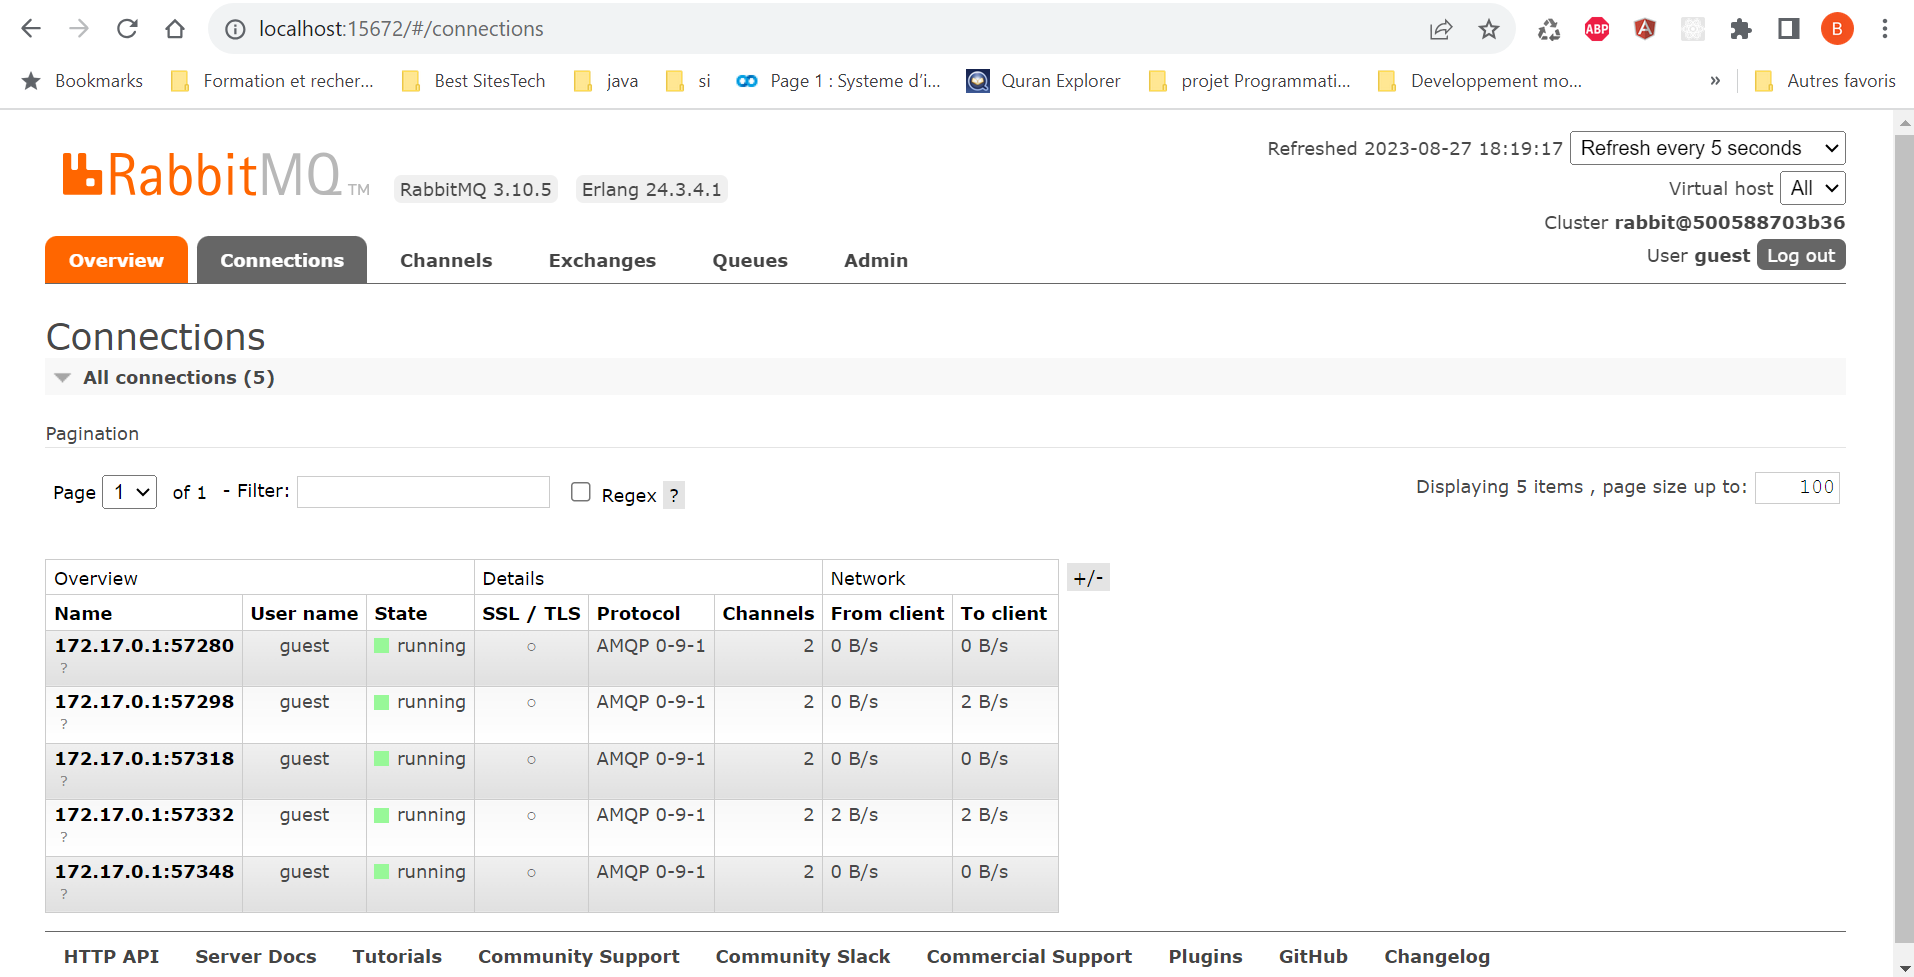 localhost:15672/#/connections
ABP
B
Bookmarks Formation et recher... Best SitesTech java si Page 1 : Systeme d'i... Quran Explorer projet Programmati... Developpement mo... » Autres favoris
Refreshed 2023-08-27 18:19:17 Refresh every 5 seconds
RabbitMQ TM RabbitMQ 3.10.5 Erlang 24.3.4.1
Virtual host All
Cluster rabbit@500588703b36
User guest Log out
Overview Connections Channels Exchanges Queues Admin
Connections
All connections (5)
Pagination
Page 1 of 1 - Filter: Regex ? Displaying 5 items , page size up to: 100
Overview Details Network +/-
Name User name State SSL / TLS Protocol Channels From client To client
172.17.0.1:57280 guest running ○ AMQP 0-9-1 2 0 B/s 0 B/s
?
172.17.0.1:57298 guest running ○ AMQP 0-9-1 2 0 B/s 2 B/s
?
172.17.0.1:57318 guest running ○ AMQP 0-9-1 2 0 B/s 0 B/s
?
172.17.0.1:57332 guest running ○ AMQP 0-9-1 2 2 B/s 2 B/s
?
172.17.0.1:57348 guest running ○ AMQP 0-9-1 2 0 B/s 0 B/s
?
HTTP API Server Docs Tutorials Community Support Community Slack Commercial Support Plugins GitHub Changelog